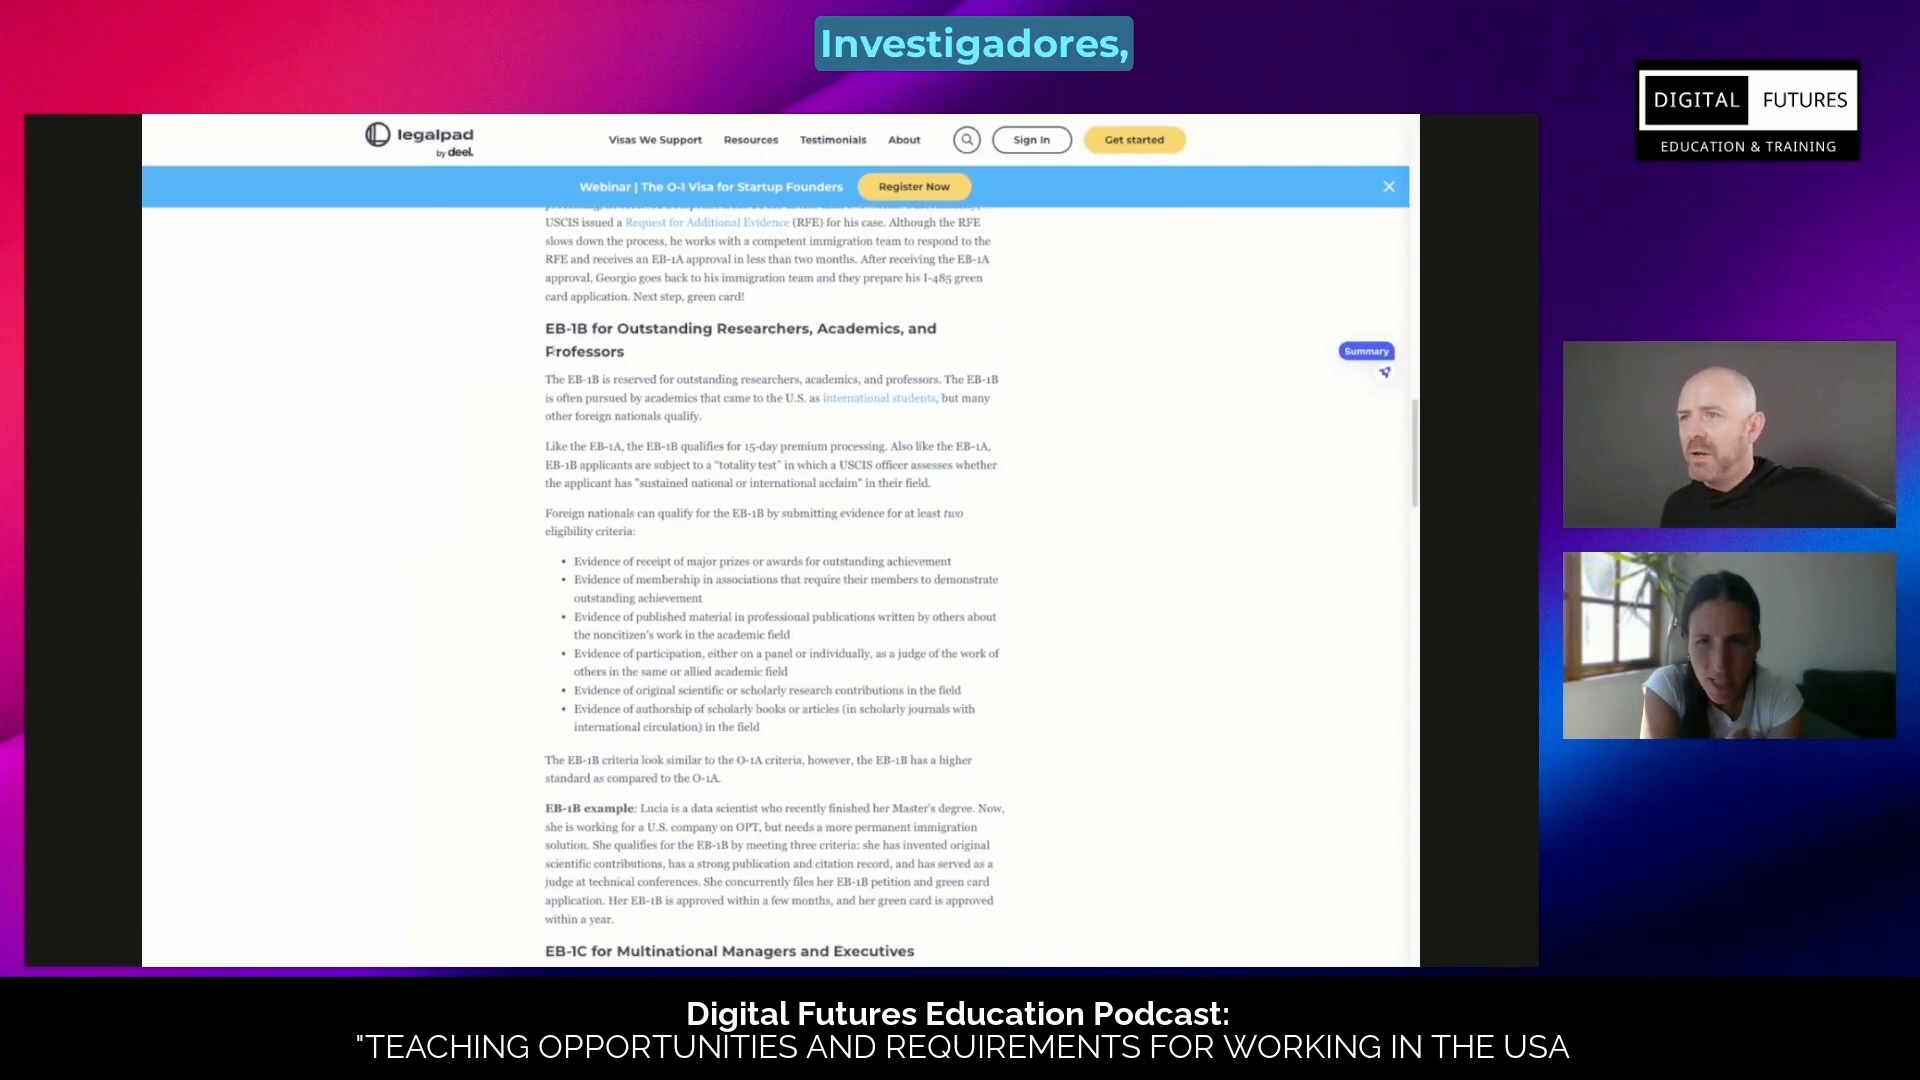 Investigadores,
DIGITAL FUTURES
EDUCATION & TRAINING
legalpad
by deel.
Visas We Support
Resources
Testimonials
About
Sign In
Get started
Webinar | The O-1 Visa for Startup Founders
Register Now
USCIS issued a Request for Additional Evidence (RFE) for his case. Although the RFE
slows down the process, he works with a competent immigration team to respond to the
RFE and receives an EB-1A approval in less than two months. After receiving the EB-1A
approval, Georgio goes back to his immigration team and they prepare his I-485 green
card application. Next step, green card!
EB-1B for Outstanding Researchers, Academics, and
Professors
Summary
The EB-1B is reserved for outstanding researchers, academics, and professors. The EB-1B
is often pursued by academics that came to the U.S. as international students, but many
other foreign nationals qualify.
Like the EB-1A, the EB-1B qualifies for 15-day premium processing. Also like the EB-1A,
EB-1B applicants are subject to a "totality test" in which a USCIS officer assesses whether
the applicant has "sustained national or international acclaim" in their field.
Foreign nationals can qualify for the EB-1B by submitting evidence for at least two
eligibility criteria:
• Evidence of receipt of major prizes or awards for outstanding achievement
• Evidence of membership in associations that require their members to demonstrate
outstanding achievement
• Evidence of published material in professional publications written by others about
the noncitizen's work in the academic field
• Evidence of participation, either on a panel or individually, as a judge of the work of
others in the same or allied academic field
• Evidence of original scientific or scholarly research contributions in the field
• Evidence of authorship of scholarly books or articles (in scholarly journals with
international circulation) in the field
The EB-1B criteria look similar to the O-1A criteria, however, the EB-1B has a higher
standard as compared to the O-1A.
EB-1B example: Lucia is a data scientist who recently finished her Master's degree. Now,
she is working for a U.S. company on OPT, but needs a more permanent immigration
solution. She qualifies for the EB-1B by meeting three criteria: she has invented original
scientific contributions, has a strong publication and citation record, and has served as a
judge at technical conferences. She concurrently files her EB-1B petition and green card
application. Her EB-1B is approved within a few months, and her green card is approved
within a year.
EB-1C for Multinational Managers and Executives
Digital Futures Education Podcast:
"TEACHING OPPORTUNITIES AND REQUIREMENTS FOR WORKING IN THE USA